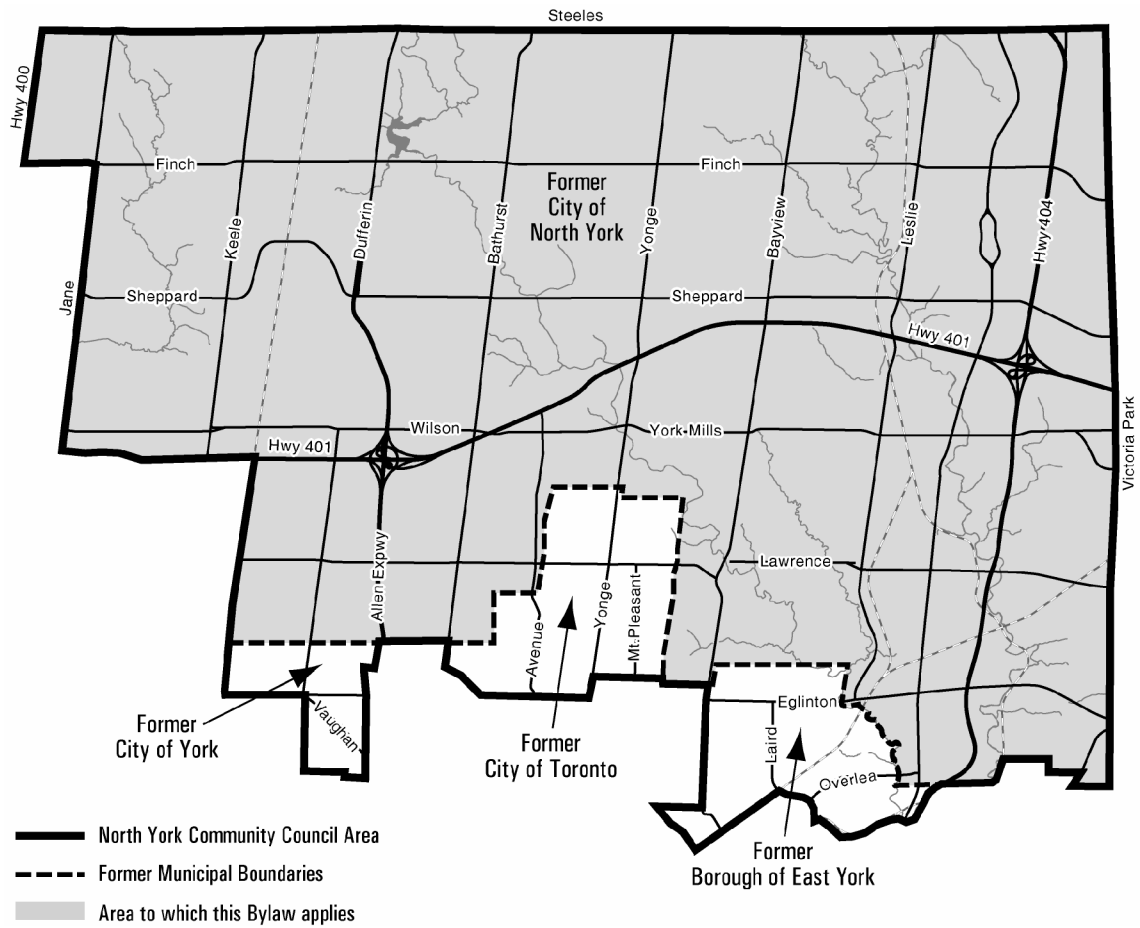 Steeles
Hwy 400
Finch
Finch
Former
City of
North York
Keele
Dufferin
Bathurst
Yonge
Bayview
Leslie
Hwy 404
Jane
Sheppard
Sheppard
Hwy 401
Wilson
York Mills
Hwy 401
Victoria Park
Allen Expwy
Lawrence
Avenue
Yonge
Mt. Pleasant
Vaughan
Former
City of York
Former
City of Toronto
Eglinton
Laird
Overlea
Former
Borough of East York
North York Community Council Area
Former Municipal Boundaries
Area to which this Bylaw applies